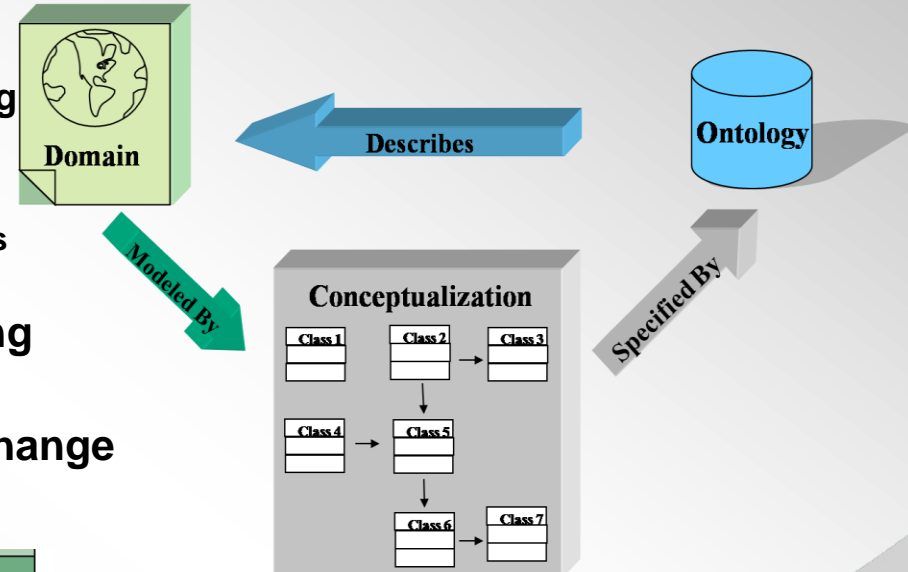 g
Domain
s
ng
hange
Describes
Ontology
Modeled By
Specified By
Conceptualization
Class 1
Class 2
Class 3
Class 4
Class 5
Class 6
Class 7